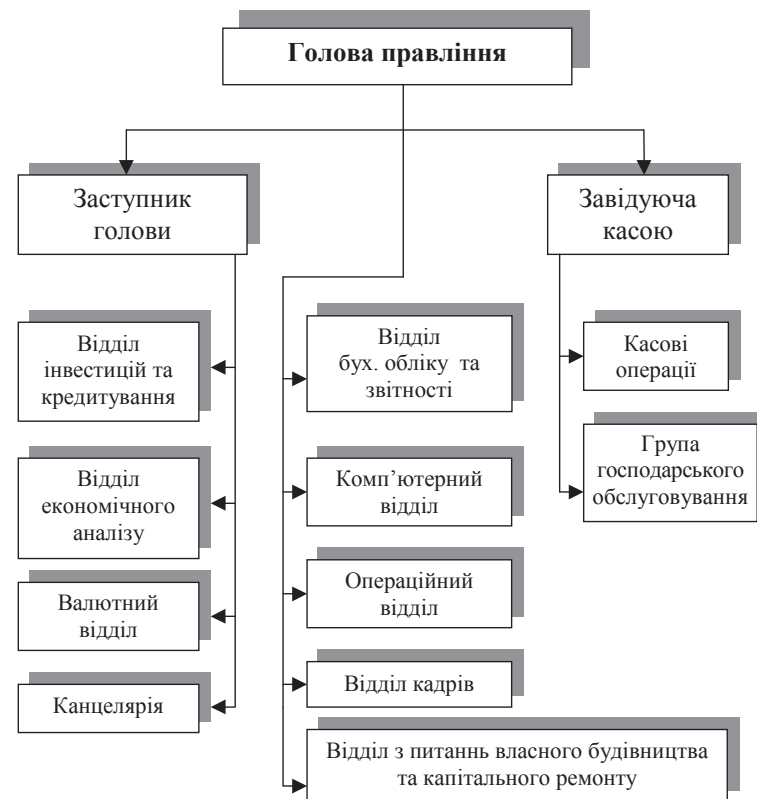 Голова правління
Заступник
голови
Завідуюча
касою
Відділ
інвестицій та
кредитування
Відділ
економічного
аналізу
Валютний
відділ
Канцелярія
Відділ
бух. обліку та
звітності
Комп’ютерний
відділ
Операційний
відділ
Відділ кадрів
Відділ з питаннь власного будівництва
та капітального ремонту
Касові
операції
Група
господарського
обслуговування